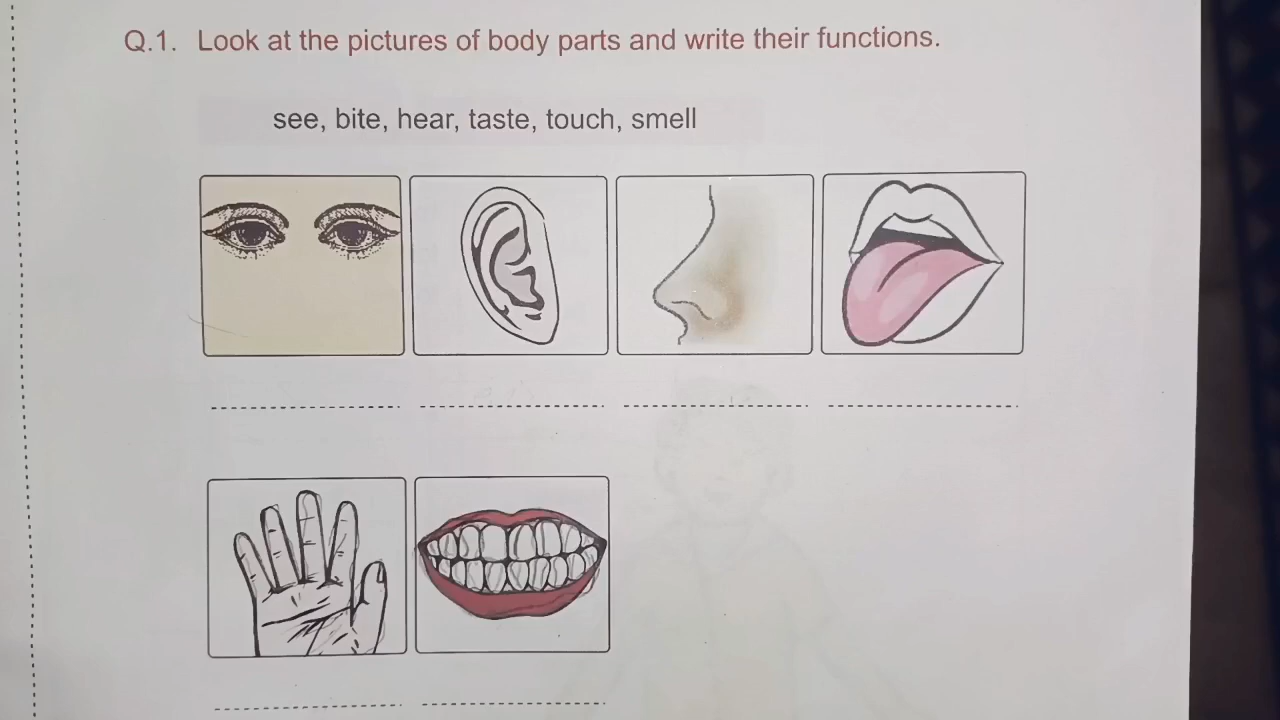 Q.1. Look at the pictures of body parts and write their functions.
see, bite, hear, taste, touch, smell